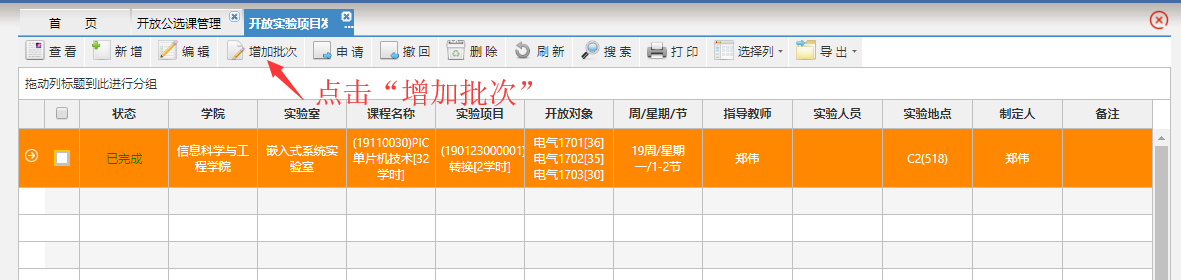 首 页 开放公选课管理 开放实验项目发
查看 新增 编辑 增加批次 申请 撤回 删除 刷新 搜索 打印 选择列 导出
拖动列标题到此进行分组
点击“增加批次”
状态 学院 实验室 课程名称 实验项目 开放对象 周/星期/节 指导教师 实验人员 实验地点 制定人 备注
已完成
信息科学与工
程学院
嵌入式系统实
验室
(19110030)PIC
单片机技术[32
学时]
(190123000001)
转换[2学时]
电气1701[36]
电气1702[35]
电气1703[30]
19周/星期
一/1-2节
郑伟
C2(518)
郑伟